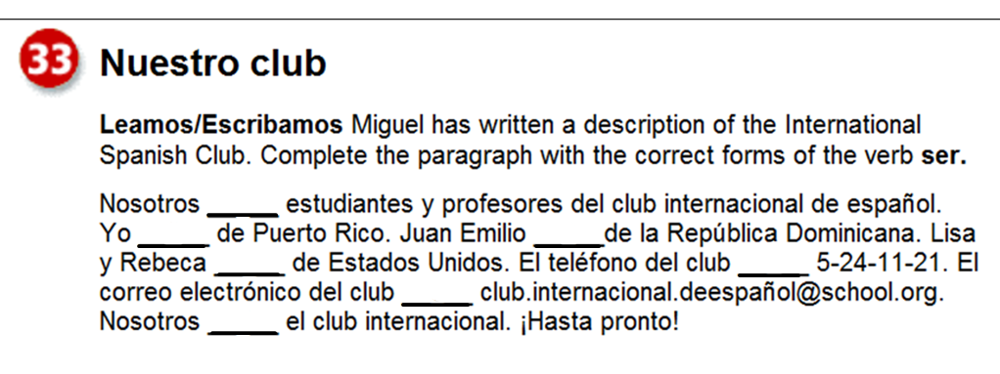 33 Nuestro club
Leamos/Escribamos Miguel has written a description of the International
Spanish Club. Complete the paragraph with the correct forms of the verb ser.
Nosotros _____ estudiantes y profesores del club internacional de español.
Yo _____ de Puerto Rico. Juan Emilio _____de la República Dominicana. Lisa
y Rebeca _____ de Estados Unidos. El teléfono del club _____ 5-24-11-21. El
correo electrónico del club _____ club.internacional.deespañol@school.org.
Nosotros _____ el club internacional. ¡Hasta pronto!